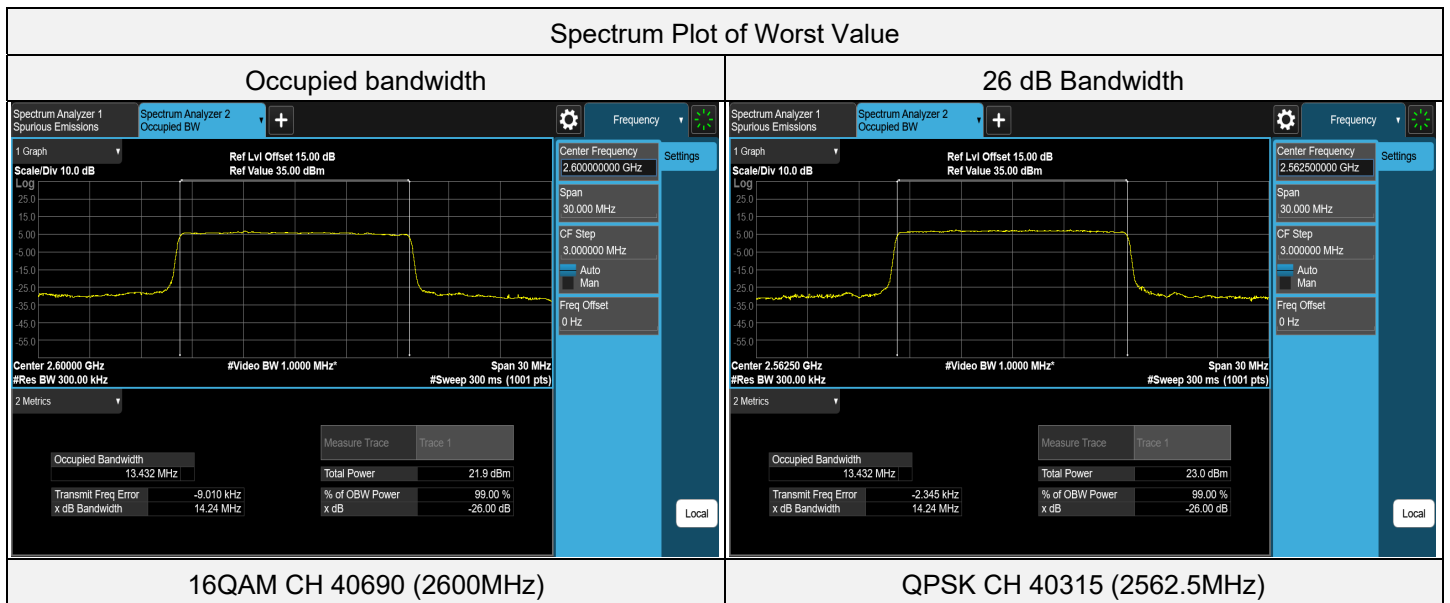 Spectrum Plot of Worst Value
Occupied bandwidth
26 dB Bandwidth
Spectrum Analyzer 1
Spurious Emissions
Spectrum Analyzer 2
Occupied BW
+
Frequency
1 Graph
Scale/Div 10.0 dB
Ref Lvl Offset 15.00 dB
Ref Value 35.00 dBm
Log
25.0
15.0
5.00
-5.00
-15.0
-25.0
-35.0
-45.0
-55.0
Center 2.60000 GHz
#Res BW 300.00 kHz
#Video BW 1.0000 MHz*
Span 30 MHz
#Sweep 300 ms (1001 pts)
Center Frequency
2.600000000 GHz
Settings
Span
30.000 MHz
CF Step
3.000000 MHz
Auto
Man
Freq Offset
0 Hz
2 Metrics
Measure Trace Trace 1
Occupied Bandwidth
13.432 MHz
Total Power 21.9 dBm
Transmit Freq Error -9.010 kHz
% of OBW Power 99.00 %
x dB Bandwidth 14.24 MHz
x dB -26.00 dB
Local
Spectrum Analyzer 1
Spurious Emissions
Spectrum Analyzer 2
Occupied BW
+
Frequency
1 Graph
Scale/Div 10.0 dB
Ref Lvl Offset 15.00 dB
Ref Value 35.00 dBm
Log
25.0
15.0
5.00
-5.00
-15.0
-25.0
-35.0
-45.0
-55.0
Center 2.56250 GHz
#Res BW 300.00 kHz
#Video BW 1.0000 MHz*
Span 30 MHz
#Sweep 300 ms (1001 pts)
Center Frequency
2.562500000 GHz
Settings
Span
30.000 MHz
CF Step
3.000000 MHz
Auto
Man
Freq Offset
0 Hz
2 Metrics
Measure Trace Trace 1
Occupied Bandwidth
13.432 MHz
Total Power 23.0 dBm
Transmit Freq Error -2.345 kHz
% of OBW Power 99.00 %
x dB Bandwidth 14.24 MHz
x dB -26.00 dB
Local
16QAM CH 40690 (2600MHz)
QPSK CH 40315 (2562.5MHz)